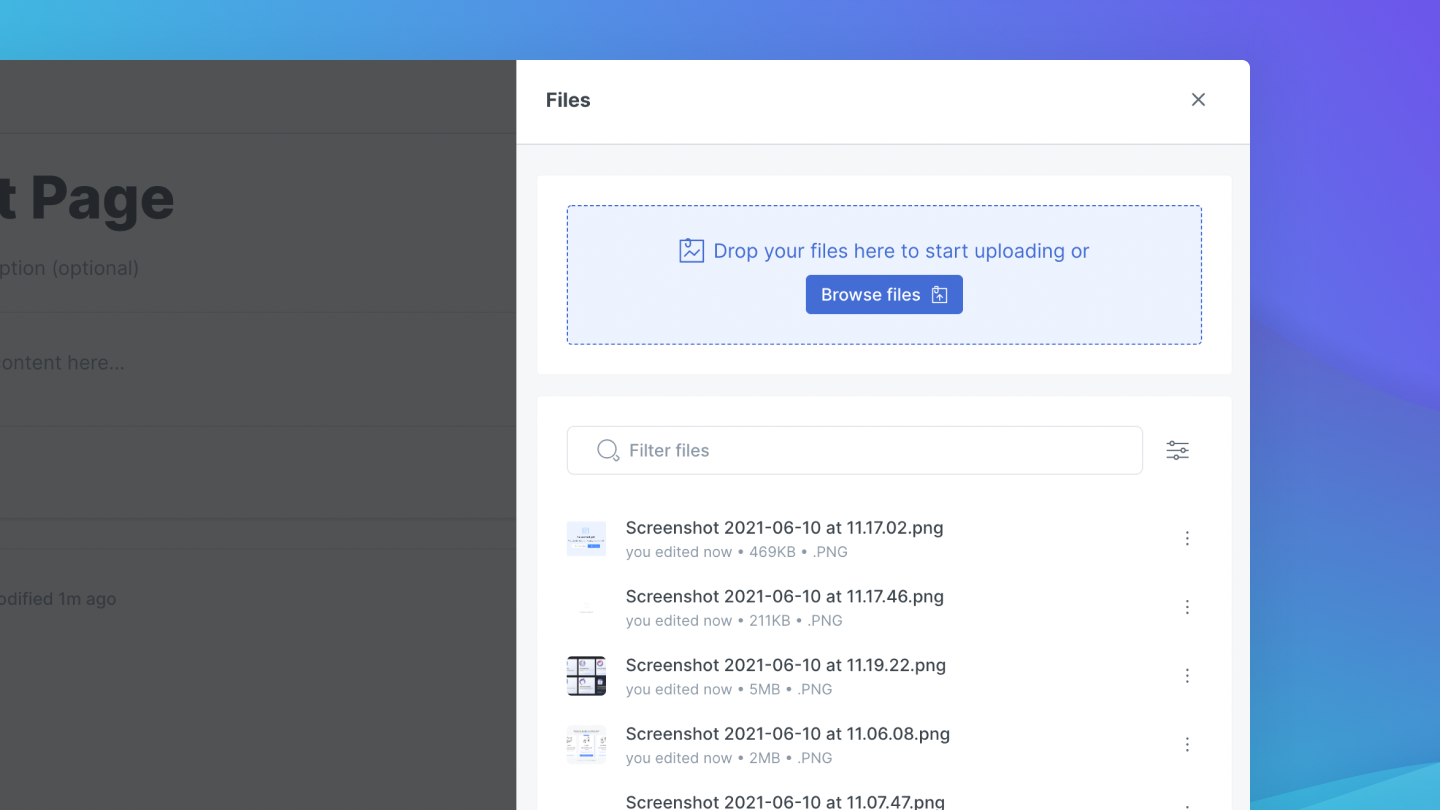 Files
t Page
ption (optional)
ontent here...
odified 1m ago
Drop your files here to start uploading or
Browse files
Filter files
Screenshot 2021-06-10 at 11.17.02.png
you edited now • 469KB • .PNG
Screenshot 2021-06-10 at 11.17.46.png
you edited now • 211KB • .PNG
Screenshot 2021-06-10 at 11.19.22.png
you edited now • 5MB • .PNG
Screenshot 2021-06-10 at 11.06.08.png
you edited now • 2MB • .PNG
Screenshot 2021-06-10 at 11.07.47.png